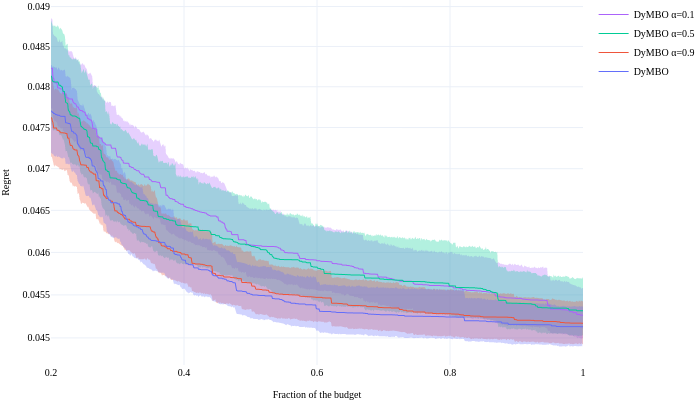 0.049
0.0485
0.048
0.0475
0.047
0.0465
0.046
0.0455
0.045
Regret
0.2
0.4
0.6
0.8
1
Fraction of the budget
DyMBO α=0.1
DyMBO α=0.5
DyMBO α=0.9
DyMBO